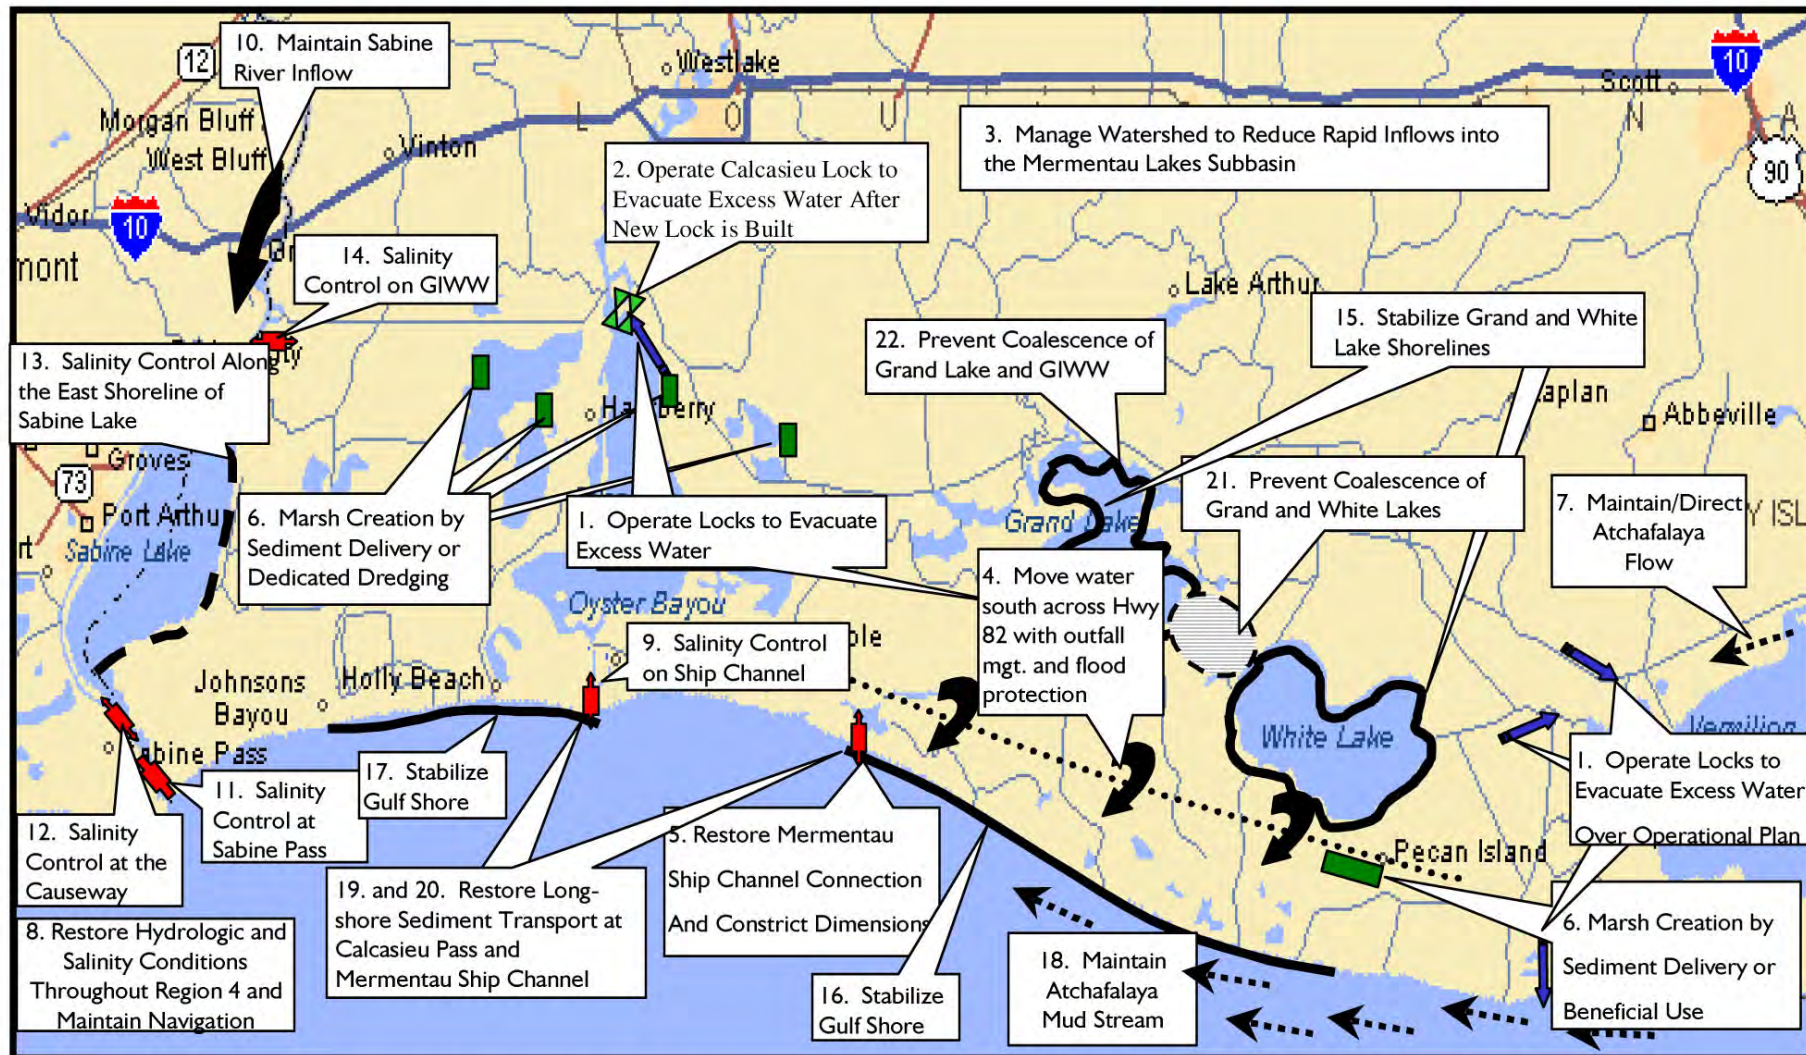 10. Maintain Sabine
River Inflow
12
Westlake
10
Scott
Morgan Bluff
West Bluff
Vinton
L
O
U
N
A
3. Manage Watershed to Reduce Rapid Inflows into
the Mermentau Lakes Subbasin
90
2. Operate Calcasieu Lock to
Evacuate Excess Water After
New Lock is Built
Vidor
10
mont
14. Salinity
Control on GIWW
Lake Arthur
15. Stabilize Grand and White
Lake Shorelines
22. Prevent Coalescence of
Grand Lake and GIWW
13. Salinity Control Along
the East Shoreline of
Sabine Lake
aplan
Abbeville
Groves
73
Port Arthu
Sabine Lake
6. Marsh Creation by
Sediment Delivery or
Dedicated Dredging
1. Operate Locks to Evacuate
Excess Water
Grand Lake
21. Prevent Coalescence of
Grand and White Lakes
7. Maintain/Direct
Atchafalaya
Flow
Y ISL
4. Move water
south across Hwy
82 with outfall
mgt. and flood
protection
Oyster Bayou
9. Salinity Control
on Ship Channel
ole
Johnsons
Bayou
Holly Beach
White Lake
Vermilion
Sabine Pass
17. Stabilize
Gulf Shore
11. Salinity
Control at
Sabine Pass
12. Salinity
Control at the
Causeway
1. Operate Locks to
Evacuate Excess Water
Over Operational Plan
5. Restore Mermentau
Ship Channel Connection
And Constrict Dimensions
Pecan Island
19. and 20. Restore Long-
shore Sediment Transport at
Calcasieu Pass and
Mermentau Ship Channel
8. Restore Hydrologic and
Salinity Conditions
Throughout Region 4 and
Maintain Navigation
16. Stabilize
Gulf Shore
18. Maintain
Atchafalaya
Mud Stream
6. Marsh Creation by
Sediment Delivery or
Beneficial Use